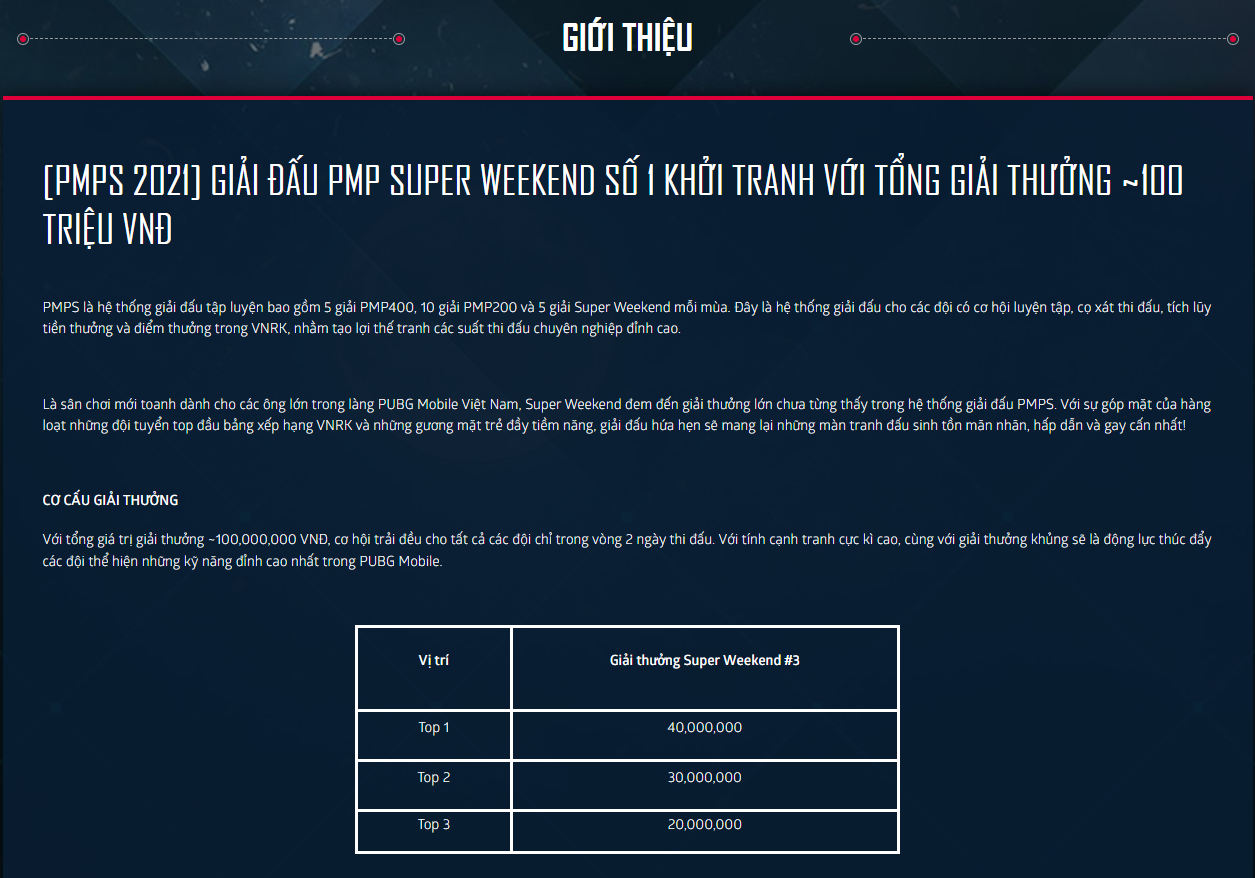 GIỚI THIỆU
[PMPS 2021] GIẢI ĐẤU PMP SUPER WEEKEND SỐ 1 KHỞI TRANH VỚI TỔNG GIẢI THƯỞNG ~100
TRIỆU VNĐ
PMPS là hệ thống giải đấu tập luyện bao gồm 5 giải PMP400, 10 giải PMP200 và 5 giải Super Weekend mỗi mùa. Đây là hệ thống giải đấu cho các đội có cơ hội luyện tập, cọ xát thi đấu, tích lũy
tiền thưởng và điểm thưởng trong VNRK, nhằm tạo lợi thế tranh các suất thi đấu chuyên nghiệp đỉnh cao.
Là sân chơi mới toanh dành cho các ông lớn trong làng PUBG Mobile Việt Nam, Super Weekend đem đến giải thưởng lớn chưa từng thấy trong hệ thống giải đấu PMPS. Với sự góp mặt của hàng
loạt những đội tuyển top đầu bảng xếp hạng VNRK và những gương mặt trẻ đầy tiềm năng, giải đấu hứa hẹn sẽ mang lại những màn tranh đấu sinh tồn mãn nhãn, hấp dẫn và gay cấn nhất!
CƠ CẤU GIẢI THƯỞNG
Với tổng giá trị giải thưởng ~100,000,000 VNĐ, cơ hội trải đều cho tất cả các đội chỉ trong vòng 2 ngày thi đấu. Với tính cạnh tranh cực kì cao, cùng với giải thưởng khủng sẽ là động lực thúc đẩy
các đội thể hiện những kỹ năng đỉnh cao nhất trong PUBG Mobile.
Vị trí Giải thưởng Super Weekend #3
Top 1 40,000,000
Top 2 30,000,000
Top 3 20,000,000